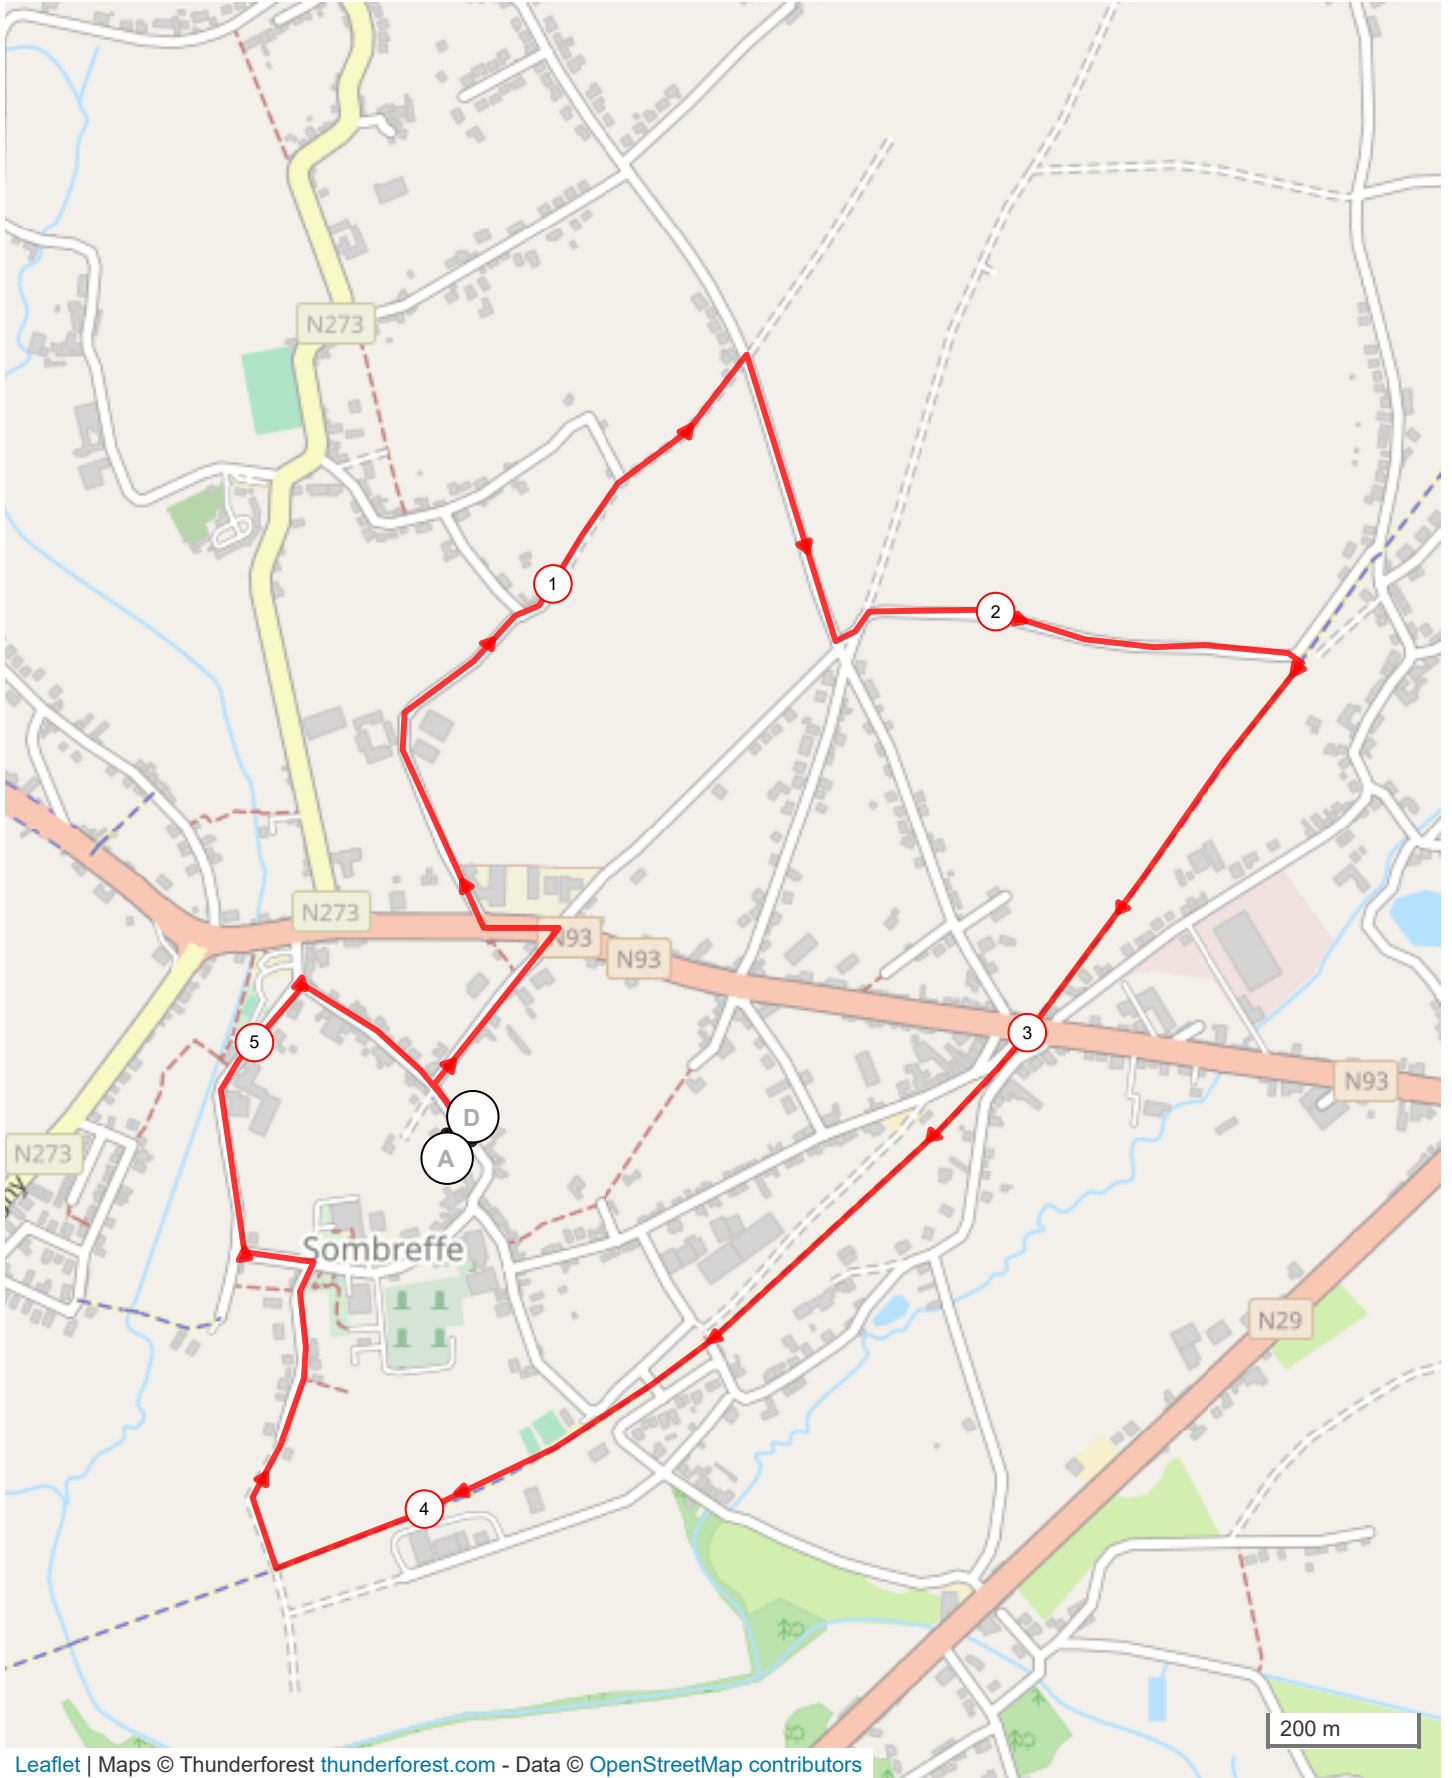 N273
1
2
N273
N93
N93
3
5
D
N93
A
N273
ny
Sombreffe
N29
4
200 m
Leaflet | Maps © Thunderforest thunderforest.com - Data © OpenStreetMap contributors